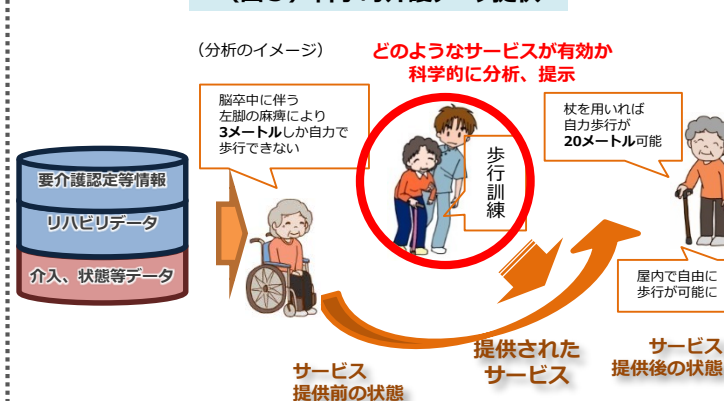 （分析のイメージ）
どのようなサービスが有効か
科学的に分析、提示
脳卒中に伴う
左脚の麻痺により
3メートルしか自力で
歩行できない
杖を用いれば
自力歩行が
20メートル可能
歩行訓練
要介護認定等情報
リハビリデータ
介入、状態等データ
屋内で自由に
歩行が可能に
提供された
サービス
サービス
提供後の状態
サービス
提供前の状態